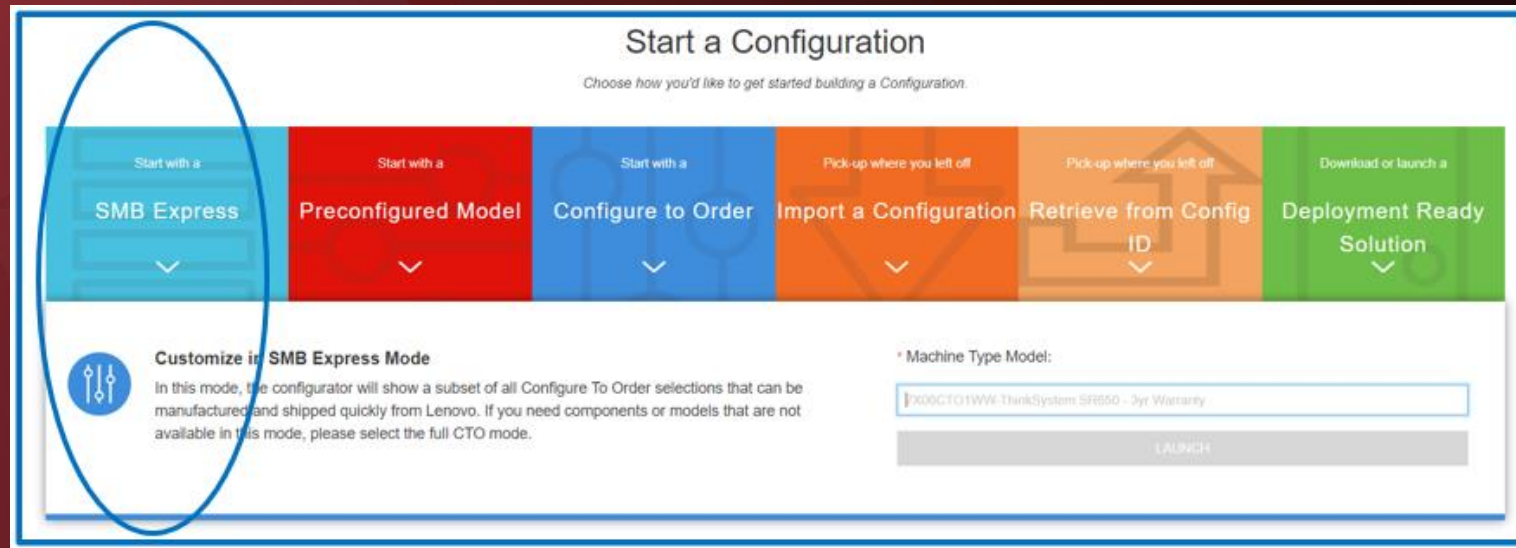 Start a Configuration
Choose how you'd like to get started building a Configuration.
Start with a
SMB Express
Start with a
Preconfigured Model
Start with a
Configure to Order
Pick-up where you left off
Import a Configuration
Pick-up where you left off
Retrieve from Config
ID
Download or launch a
Deployment Ready
Solution
Customize in SMB Express Mode
In this mode, the configurator will show a subset of all Configure To Order selections that can be
manufactured and shipped quickly from Lenovo. If you need components or models that are not
available in this mode, please select the full CTO mode.
* Machine Type Model:
7X06CTO1WW-ThinkSystem SR650 - 3yr Warranty
LAUNCH